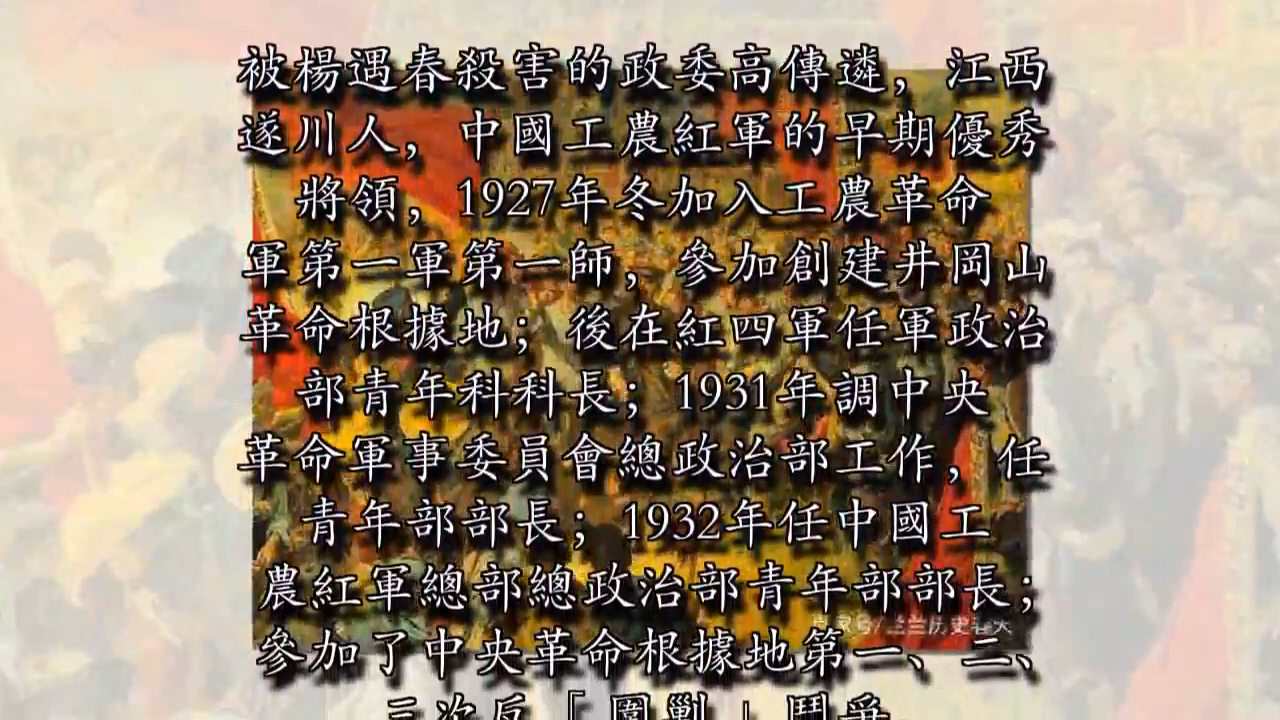 被楊遇春殺害的政委高傳遴，江西
遂川人，中國工農紅軍的早期優秀
將領，1927年冬加入工農革命
軍第一軍第一師，參加創建井岡山
革命根據地；後在紅四軍任軍政治
部青年科科長；1931年調中央
革命軍事委員會總政治部工作，任
青年部部長；1932年任中國工
農紅軍總部總政治部青年部部長；
參加了中央革命根據地第一、二、
三次反「圍剿」鬥爭